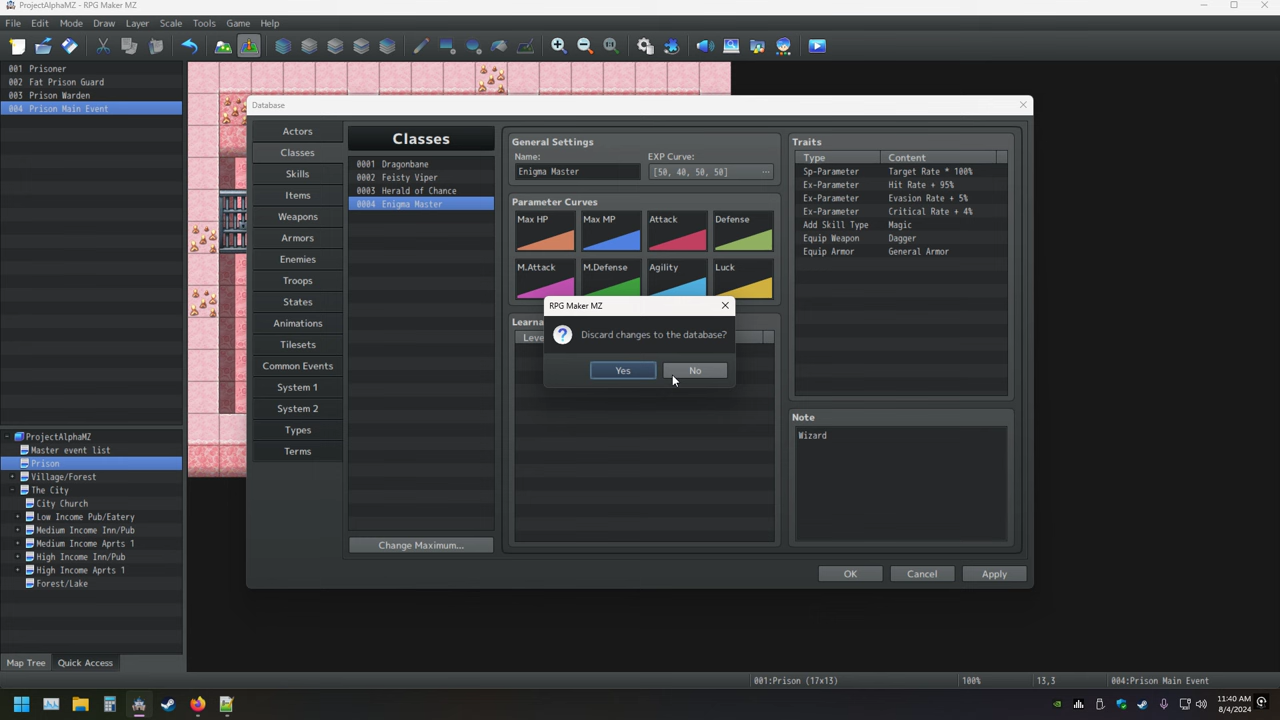 ProjectAlphaMZ - RPG Maker MZ
File Edit Mode Draw Layer Scale Tools Game Help
001 Prisoner
002 Fat Prison Guard
003 Prison Warden
004 Prison Main Event
Database
Actors
Classes
Skills
Items
Weapons
Armors
Enemies
Troops
States
Animations
Tilesets
Common Events
System 1
System 2
Types
Terms
Classes
0001 Dragonbane
0002 Feisty Viper
0003 Herald of Chance
0004 Enigma Master
Change Maximum...
General Settings
Name: EXP Curve:
Enigma Master [50, 40, 50, 50] ...
Parameter Curves
Max HP Max MP Attack Defense
M.Attack M.Defense Agility Luck
RPG Maker MZ
Discard changes to the database?
Yes No
Traits
Type Content
Sp-Parameter Target Rate * 100%
Ex-Parameter Hit Rate + 95%
Ex-Parameter Evasion Rate + 5%
Ex-Parameter Critical Rate + 4%
Add Skill Type Magic
Equip Weapon Dagger
Equip Armor General Armor
Note
Wizard
OK Cancel Apply
ProjectAlphaMZ
Master event list
Prison
Village/Forest
The City
City Church
Low Income Pub/Eatery
Medium Income Inn/Pub
Medium Income Aprts 1
High Income Inn/Pub
High Income Aprts 1
Forest/Lake
Map Tree Quick Access
001:Prison (17x13) 100% 13,3 004:Prison Main Event
11:40 AM
8/4/2024